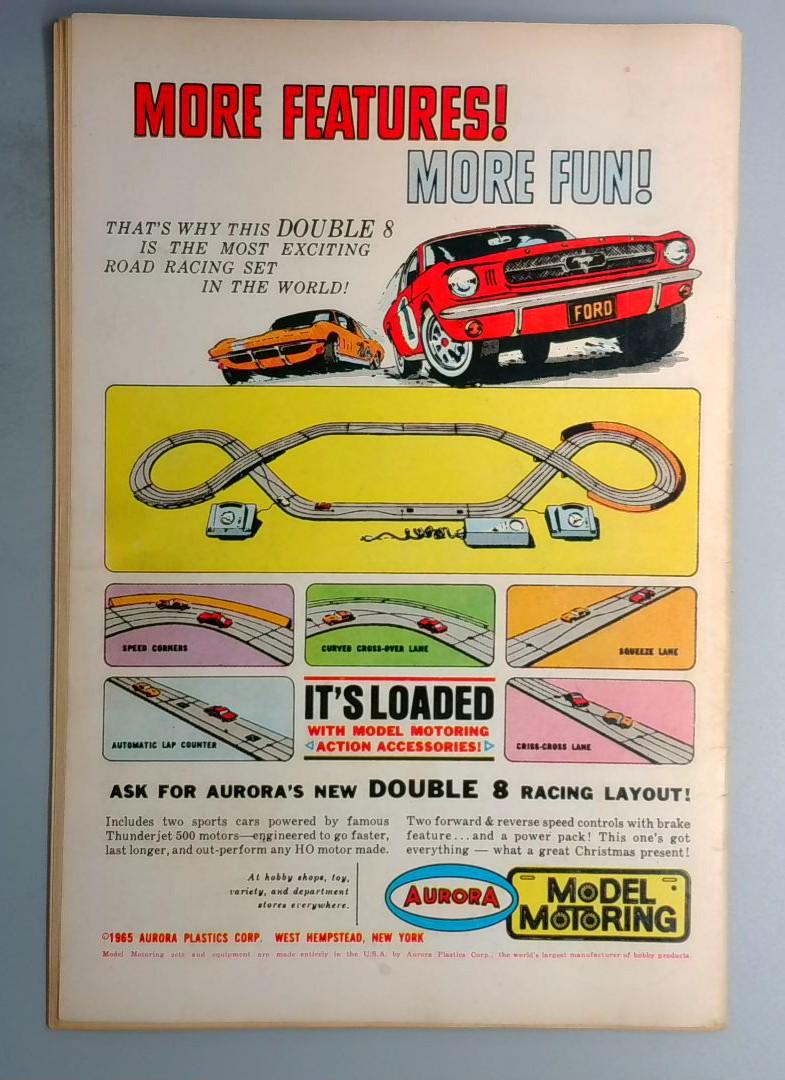 MORE FEATURES!
MORE FUN!
THAT'S WHY THIS DOUBLE 8
IS THE MOST EXCITING
ROAD RACING SET
IN THE WORLD!
1
FORD
SPEED CORNERS
CURVED CROSS-OVER LANE
SQUEEZE LANE
AUTOMATIC LAP COUNTER
IT'S LOADED
WITH MODEL MOTORING
ACTION ACCESSORIES!
CRISS-CROSS LANE
ASK FOR AURORA'S NEW DOUBLE 8 RACING LAYOUT!
Includes two sports cars powered by famous
Thunderjet 500 motors—engineered to go faster,
last longer, and out-perform any HO motor made.
Two forward & reverse speed controls with brake
feature...and a power pack! This one's got
everything — what a great Christmas present!
At hobby shops, toy,
variety, and department
stores everywhere.
AURORA
MODEL
MOTORING
©1965 AURORA PLASTICS CORP. WEST HEMPSTEAD, NEW YORK
Model Motoring sets and equipment are made entirely in the U.S.A. by Aurora Plastics Corp., the world's largest manufacturer of hobby products.